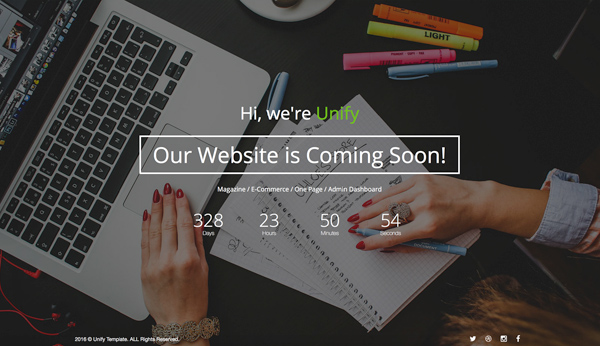 LIGHT
Hi, we're Unify
Our Website is Coming Soon!
Magazine / E-Commerce / One Page / Admin Dashboard
328 23 50 54
Days Hours Minutes Seconds
2016 © Unify Template. ALL Rights Reserved.